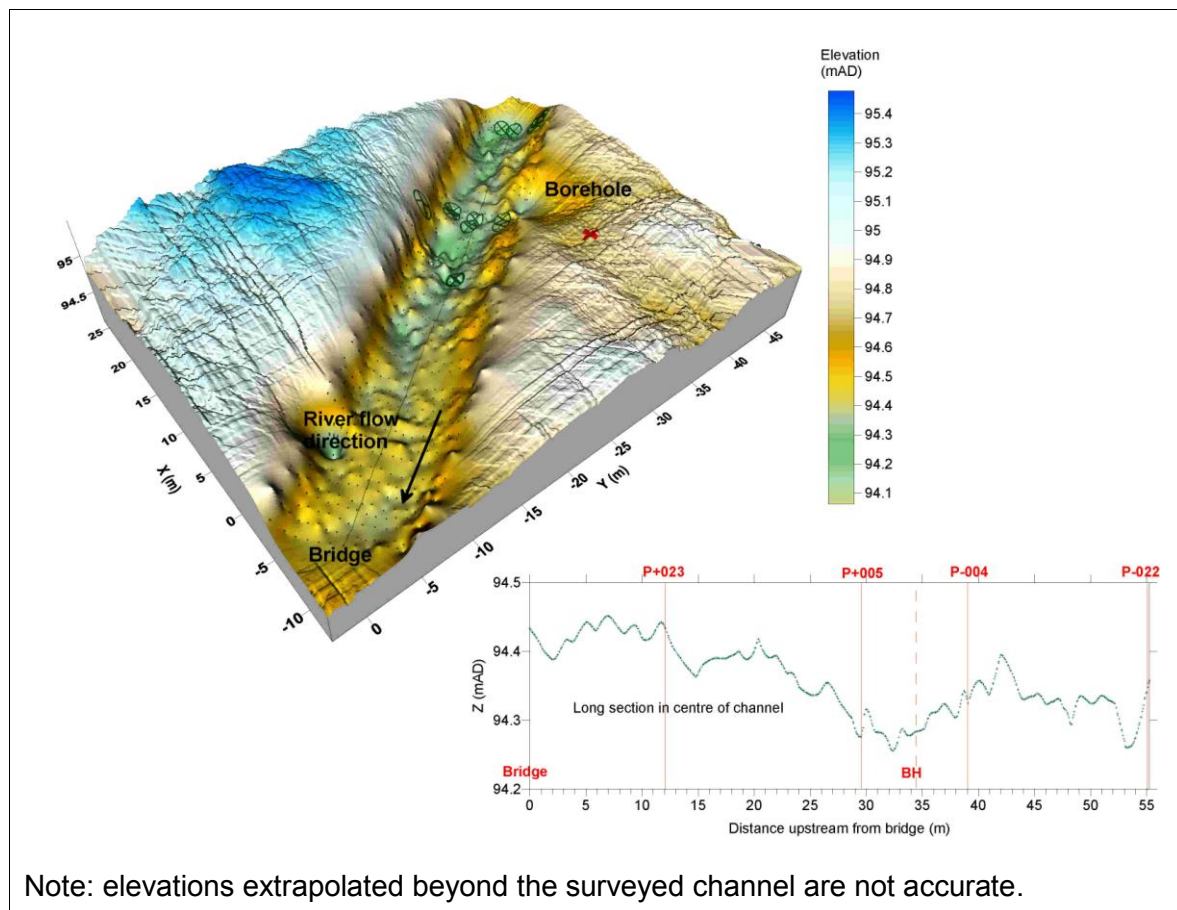 Elevation
(mAD)
95.4
95.3
95.2
95.1
95
94.9
94.8
94.7
94.6
94.5
94.4
94.3
94.2
94.1
Borehole
95
94.5
25
20
15
10
5
0
-5
-10
X (m)
River flow
direction
Bridge
0
-5
-10
-15
-20
-25
-30
-35
-40
-45
Y (m)
P+023
P+005
P-004
P-022
94.5
94.4
94.3
94.2
Z (mAD)
Long section in centre of channel
Bridge
BH
0 5 10 15 20 25 30 35 40 45 50 55
Distance upstream from bridge (m)
Note: elevations extrapolated beyond the surveyed channel are not accurate.